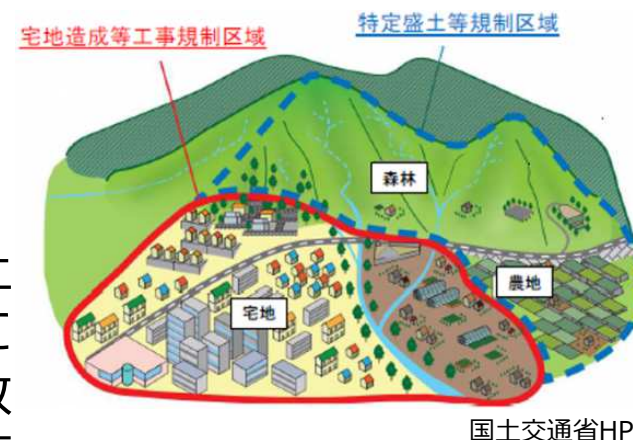 特定盛土等規制区域
宅地造成等工事規制区域
森林
農地
宅地
国土交通省HP